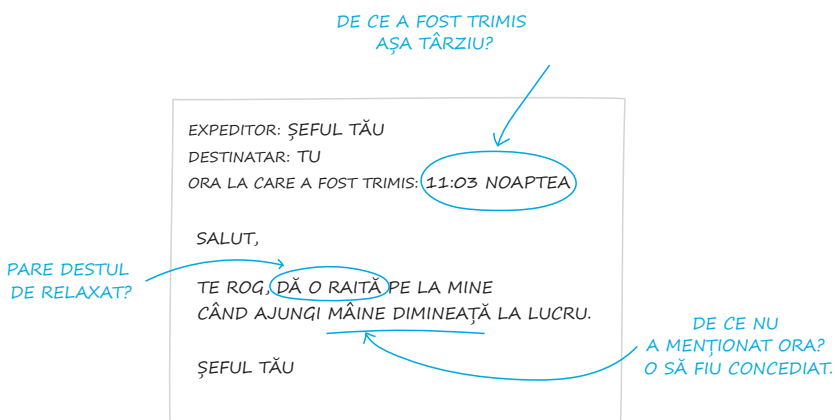 DE CE A FOST TRIMIS
AȘA TÂRZIU?
EXPEDITOR: ȘEFUL TĂU
DESTINATAR: TU
ORA LA CARE A FOST TRIMIS: 11:03 NOAPTEA
SALUT,
PARE DESTUL
DE RELAXAT?
TE ROG, DĂ O RAITĂ PE LA MINE
CÂND AJUNGI MÂINE DIMINEAȚĂ LA LUCRU.
DE CE NU
A MENȚIONAT ORA?
O SĂ FIU CONCEDIAT.
ȘEFUL TĂU